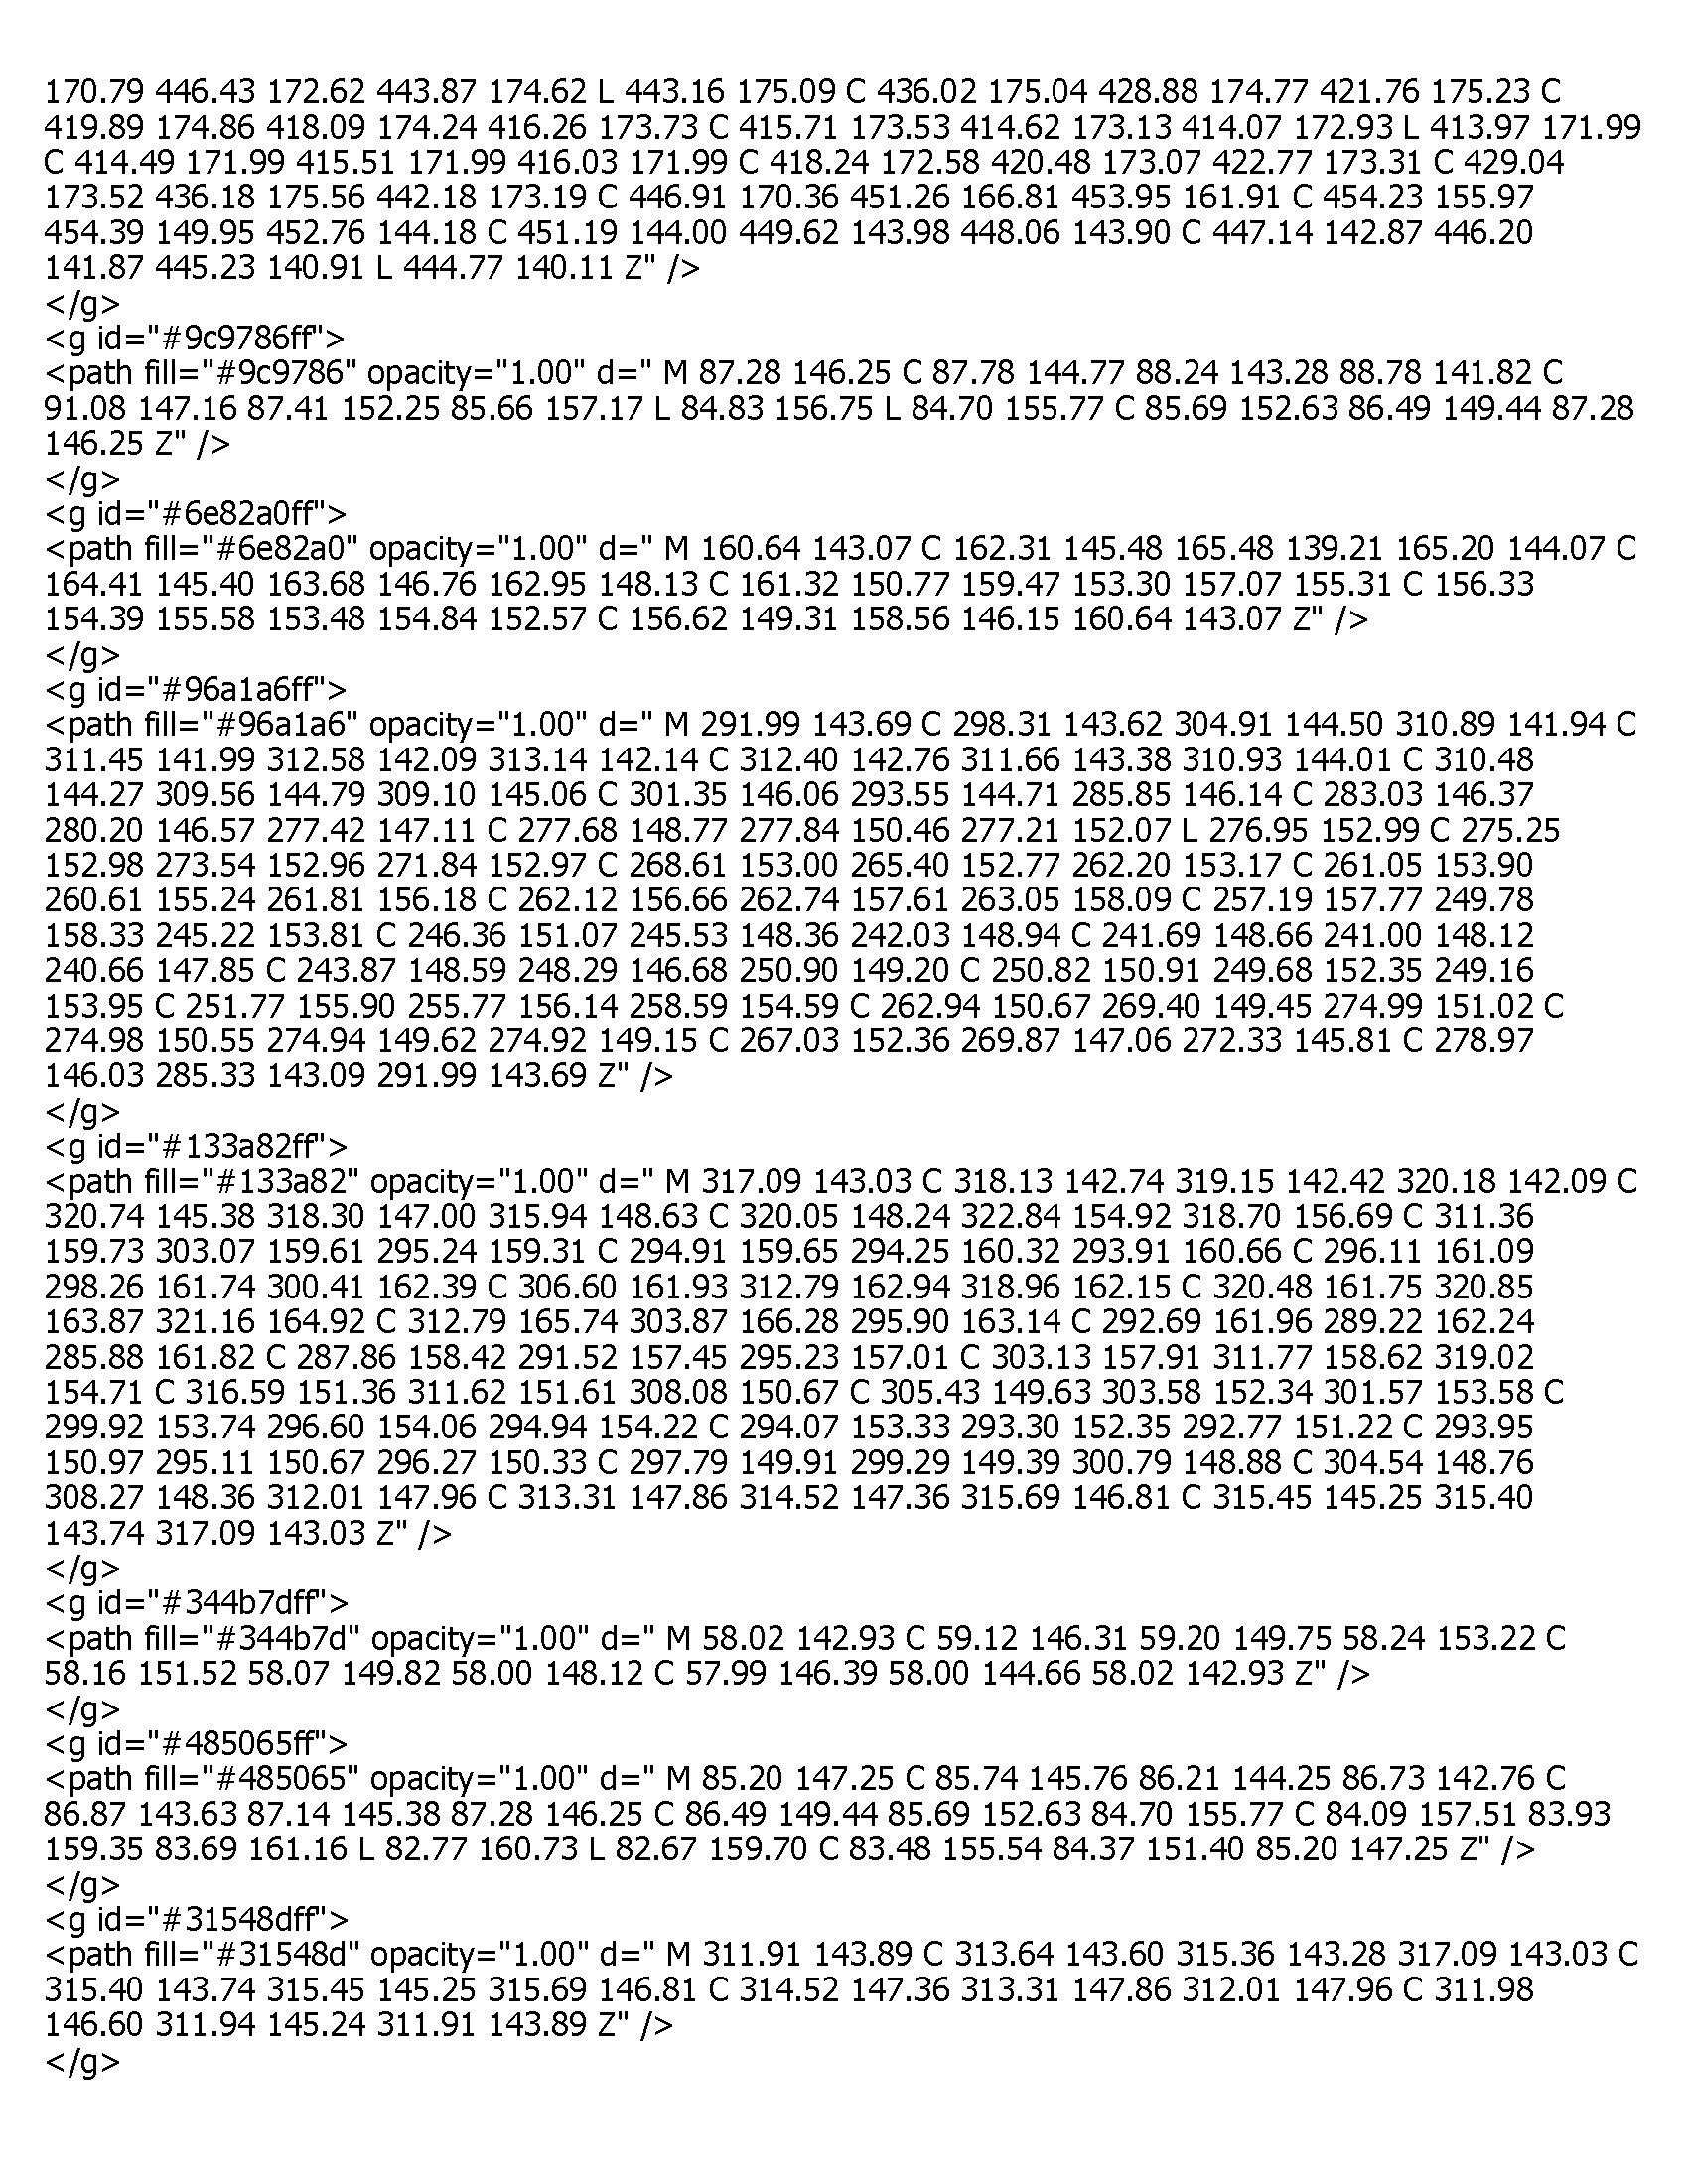 170.79 446.43 172.62 443.87 174.62 L 443.16 175.09 C 436.02 175.04 428.88 174.77 421.76 175.23 C
419.89 174.86 418.09 174.24 416.26 173.73 C 415.71 173.53 414.62 173.13 414.07 172.93 L 413.97 171.99
C 414.49 171.99 415.51 171.99 416.03 171.99 C 418.24 172.58 420.48 173.07 422.77 173.31 C 429.04
173.52 436.18 175.56 442.18 173.19 C 446.91 170.36 451.26 166.81 453.95 161.91 C 454.23 155.97
454.39 149.95 452.76 144.18 C 451.19 144.00 449.62 143.98 448.06 143.90 C 447.14 142.87 446.20
141.87 445.23 140.91 L 444.77 140.11 Z" />
</g>
<g id="#9c9786ff">
<path fill="#9c9786" opacity="1.00" d=" M 87.28 146.25 C 87.78 144.77 88.24 143.28 88.78 141.82 C
91.08 147.16 87.41 152.25 85.66 157.17 L 84.83 156.75 L 84.70 155.77 C 85.69 152.63 86.49 149.44 87.28
146.25 Z" />
</g>
<g id="#6e82a0ff">
<path fill="#6e82a0" opacity="1.00" d=" M 160.64 143.07 C 162.31 145.48 165.48 139.21 165.20 144.07 C
164.41 145.40 163.68 146.76 162.95 148.13 C 161.32 150.77 159.47 153.30 157.07 155.31 C 156.33
154.39 155.58 153.48 154.84 152.57 C 156.62 149.31 158.56 146.15 160.64 143.07 Z" />
</g>
<g id="#96a1a6ff">
<path fill="#96a1a6" opacity="1.00" d=" M 291.99 143.69 C 298.31 143.62 304.91 144.50 310.89 141.94 C
311.45 141.99 312.58 142.09 313.14 142.14 C 312.40 142.76 311.66 143.38 310.93 144.01 C 310.48
144.27 309.56 144.79 309.10 145.06 C 301.35 146.06 293.55 144.71 285.85 146.14 C 283.03 146.37
280.20 146.57 277.42 147.11 C 277.68 148.77 277.84 150.46 277.21 152.07 L 276.95 152.99 C 275.25
152.98 273.54 152.96 271.84 152.97 C 268.61 153.00 265.40 152.77 262.20 153.17 C 261.05 153.90
260.61 155.24 261.81 156.18 C 262.12 156.66 262.74 157.61 263.05 158.09 C 257.19 157.77 249.78
158.33 245.22 153.81 C 246.36 151.07 245.53 148.36 242.03 148.94 C 241.69 148.66 241.00 148.12
240.66 147.85 C 243.87 148.59 248.29 146.68 250.90 149.20 C 250.82 150.91 249.68 152.35 249.16
153.95 C 251.77 155.90 255.77 156.14 258.59 154.59 C 262.94 150.67 269.40 149.45 274.99 151.02 C
274.98 150.55 274.94 149.62 274.92 149.15 C 267.03 152.36 269.87 147.06 272.33 145.81 C 278.97
146.03 285.33 143.09 291.99 143.69 Z" />
</g>
<g id="#133a82ff">
<path fill="#133a82" opacity="1.00" d=" M 317.09 143.03 C 318.13 142.74 319.15 142.42 320.18 142.09 C
320.74 145.38 318.30 147.00 315.94 148.63 C 320.05 148.24 322.84 154.92 318.70 156.69 C 311.36
159.73 303.07 159.61 295.24 159.31 C 294.91 159.65 294.25 160.32 293.91 160.66 C 296.11 161.09
298.26 161.74 300.41 162.39 C 306.60 161.93 312.79 162.94 318.96 162.15 C 320.48 161.75 320.85
163.87 321.16 164.92 C 312.79 165.74 303.87 166.28 295.90 163.14 C 292.69 161.96 289.22 162.24
285.88 161.82 C 287.86 158.42 291.52 157.45 295.23 157.01 C 303.13 157.91 311.77 158.62 319.02
154.71 C 316.59 151.36 311.62 151.61 308.08 150.67 C 305.43 149.63 303.58 152.34 301.57 153.58 C
299.92 153.74 296.60 154.06 294.94 154.22 C 294.07 153.33 293.30 152.35 292.77 151.22 C 293.95
150.97 295.11 150.67 296.27 150.33 C 297.79 149.91 299.29 149.39 300.79 148.88 C 304.54 148.76
308.27 148.36 312.01 147.96 C 313.31 147.86 314.52 147.36 315.69 146.81 C 315.45 145.25 315.40
143.74 317.09 143.03 Z" />
</g>
<g id="#344b7dff">
<path fill="#344b7d" opacity="1.00" d=" M 58.02 142.93 C 59.12 146.31 59.20 149.75 58.24 153.22 C
58.16 151.52 58.07 149.82 58.00 148.12 C 57.99 146.39 58.00 144.66 58.02 142.93 Z" />
</g>
<g id="#485065ff">
<path fill="#485065" opacity="1.00" d=" M 85.20 147.25 C 85.74 145.76 86.21 144.25 86.73 142.76 C
86.87 143.63 87.14 145.38 87.28 146.25 C 86.49 149.44 85.69 152.63 84.70 155.77 C 84.09 157.51 83.93
159.35 83.69 161.16 L 82.77 160.73 L 82.67 159.70 C 83.48 155.54 84.37 151.40 85.20 147.25 Z" />
</g>
<g id="#31548dff">
<path fill="#31548d" opacity="1.00" d=" M 311.91 143.89 C 313.64 143.60 315.36 143.28 317.09 143.03 C
315.40 143.74 315.45 145.25 315.69 146.81 C 314.52 147.36 313.31 147.86 312.01 147.96 C 311.98
146.60 311.94 145.24 311.91 143.89 Z" />
</g>